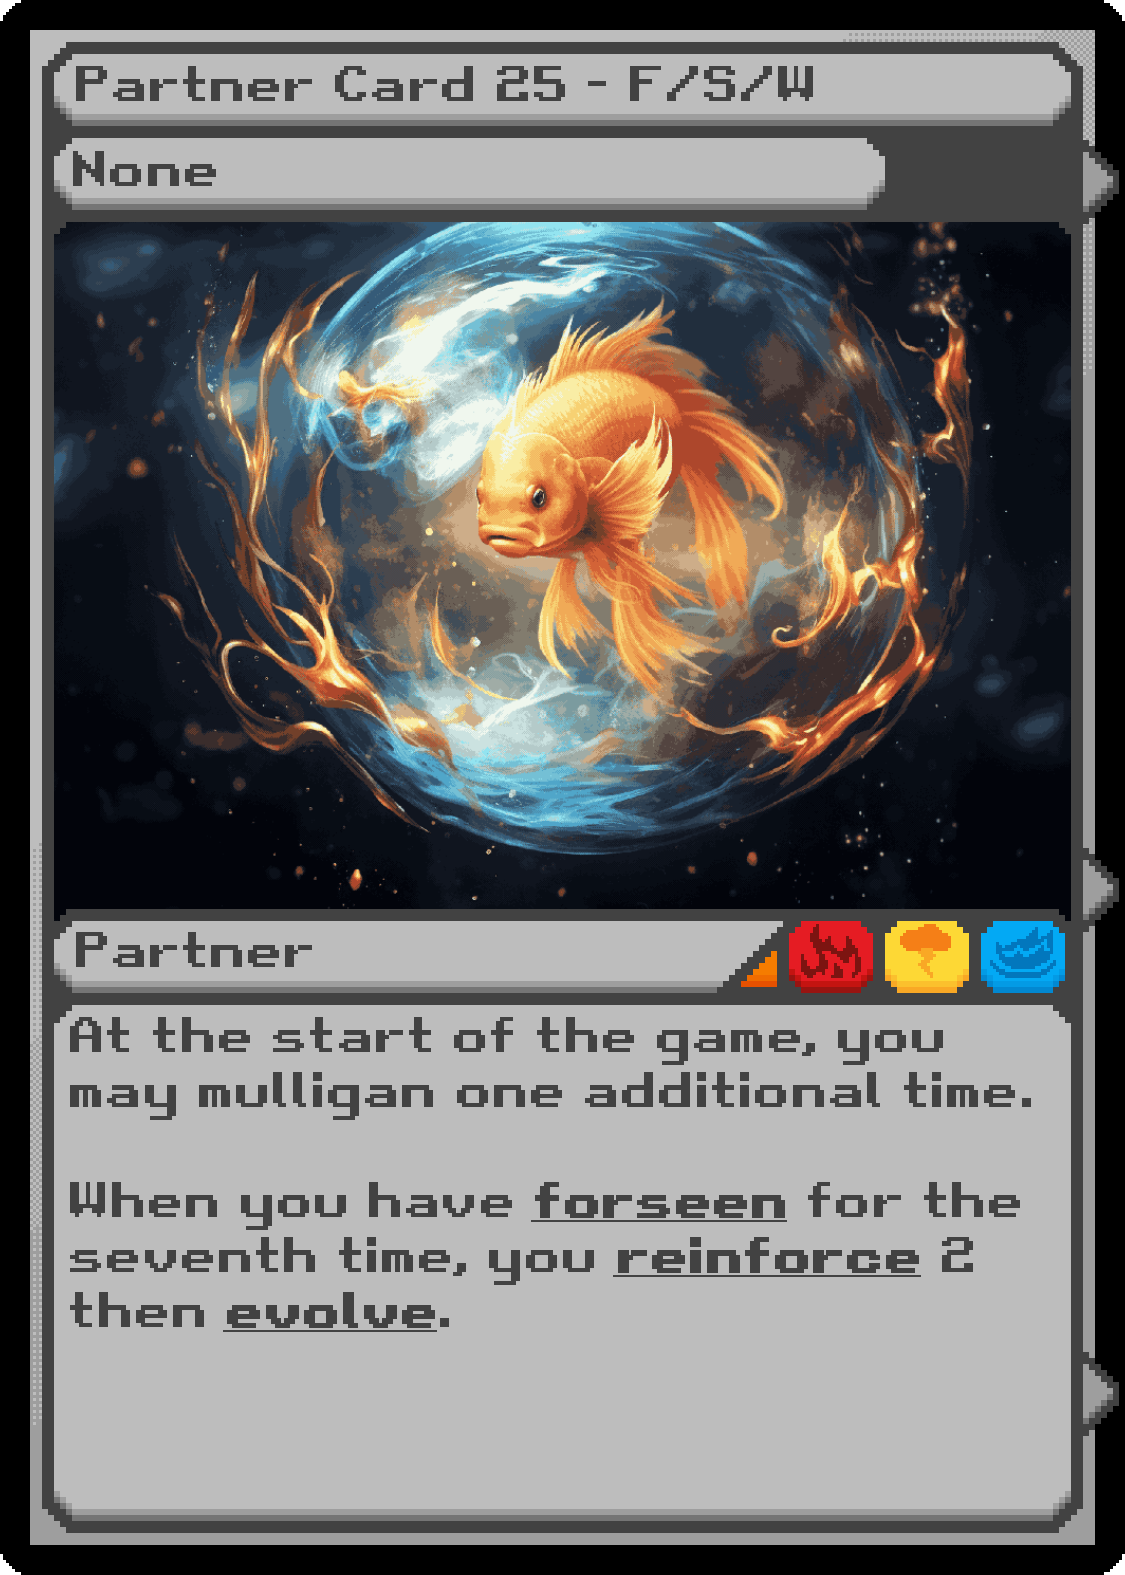 Partner Card 25 - F/S/W
None
Partner
At the start of the game, you
may mulligan one additional time.
When you have forseen for the
seventh time, you reinforce 2
then evolve.